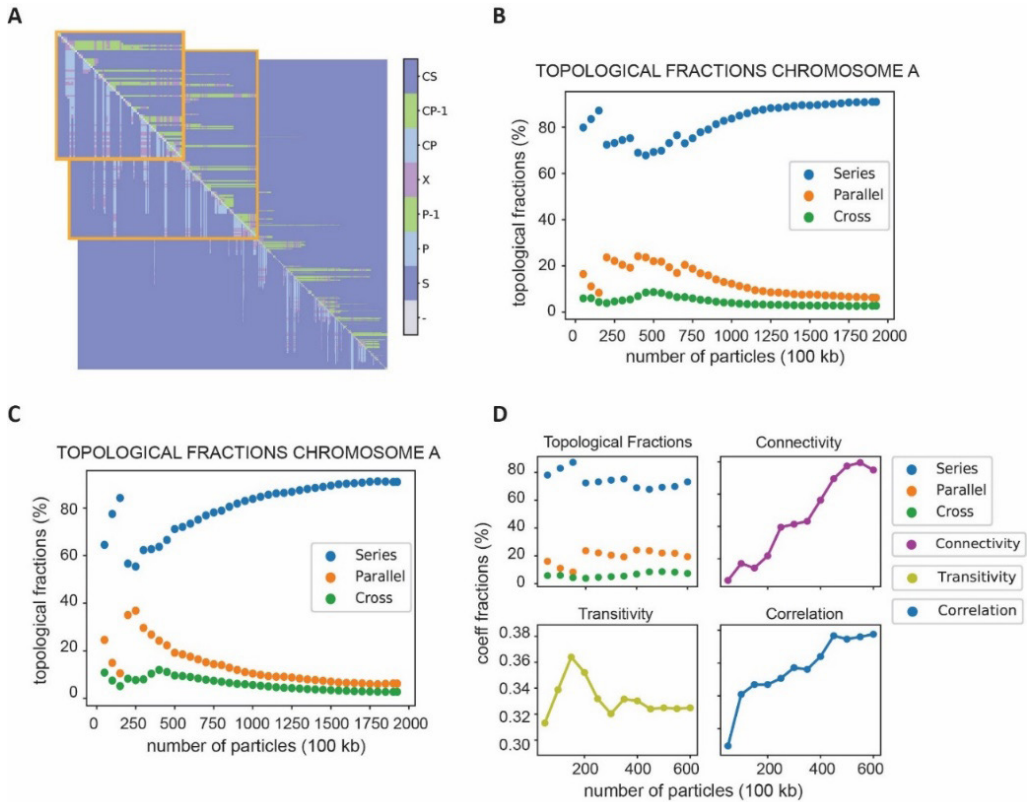 A
CS
CP-1
CP
X
P-1
P
S
-
B
TOPOLOGICAL FRACTIONS CHROMOSOME A
topological fractions (%)
80
60
40
20
0
Series
Parallel
Cross
0 250 500 750 1000 1250 1500 1750 2000
number of particles (100 kb)
C
TOPOLOGICAL FRACTIONS CHROMOSOME A
topological fractions (%)
80
60
40
20
0
Series
Parallel
Cross
0 250 500 750 1000 1250 1500 1750 2000
number of particles (100 kb)
D
Topological Fractions
Connectivity
80
60
40
20
0
Series
Parallel
Cross
Connectivity
Transitivity
Correlation
coeff fractions (%)
Transitivity
Correlation
0.38
0.36
0.34
0.32
0.30
200 400 600
200 400 600
number of particles (100 kb)